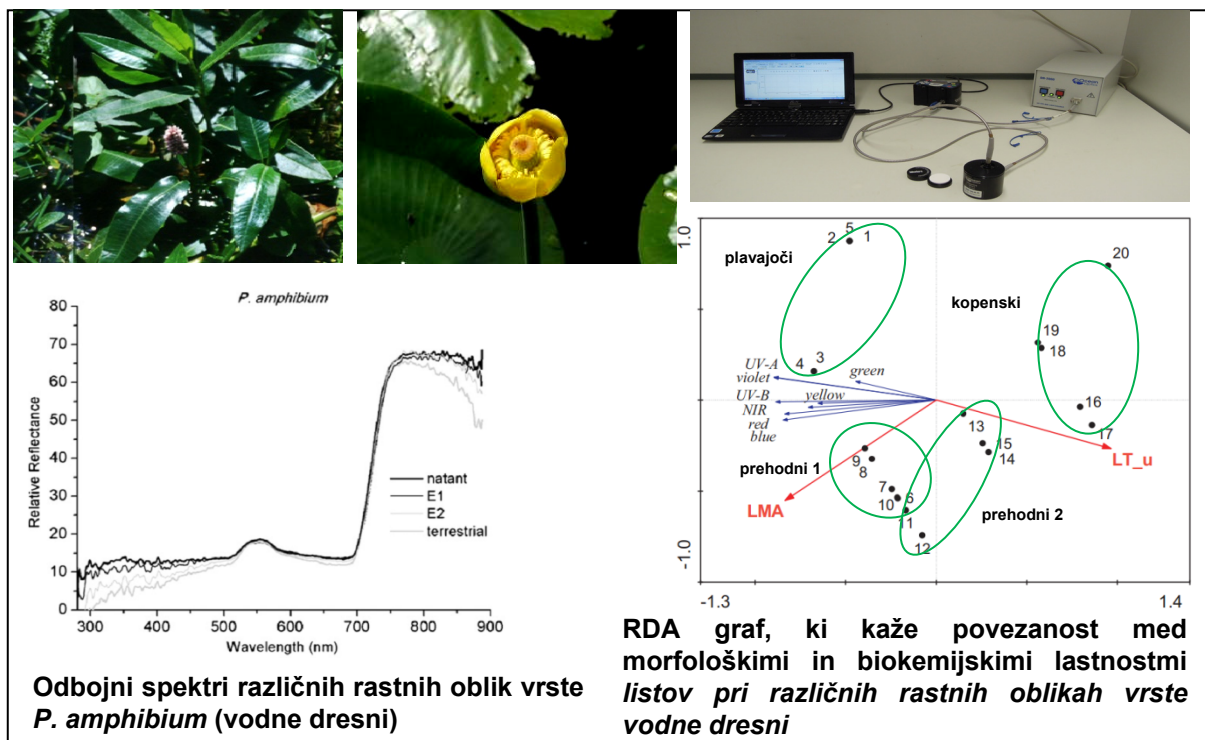 P. amphibium
80
70
60
50
40
30
20
10
0
Relative Reflectance
natant
E1
E2
terrestrial
300 400 500 600 700 800 900
Wavelength (nm)
Odbojni spektri različnih rastnih oblik vrste
P. amphibium (vodne dresni)
1.0
plavajoči
2 5 1
20
kopenski
4 3
19
18
UV-A
violet
green
UV-B
yellow
NIR
red
blue
16
17
13
15
14
LT_u
prehodni 1
9
8
7
10 6
11
12
LMA
prehodni 2
-1.0
-1.3 1.4
RDA graf, ki kaže povezanost med
morfološkimi in biokemijskimi lastnostmi
listov pri različnih rastnih oblikah vrste
vodne dresni